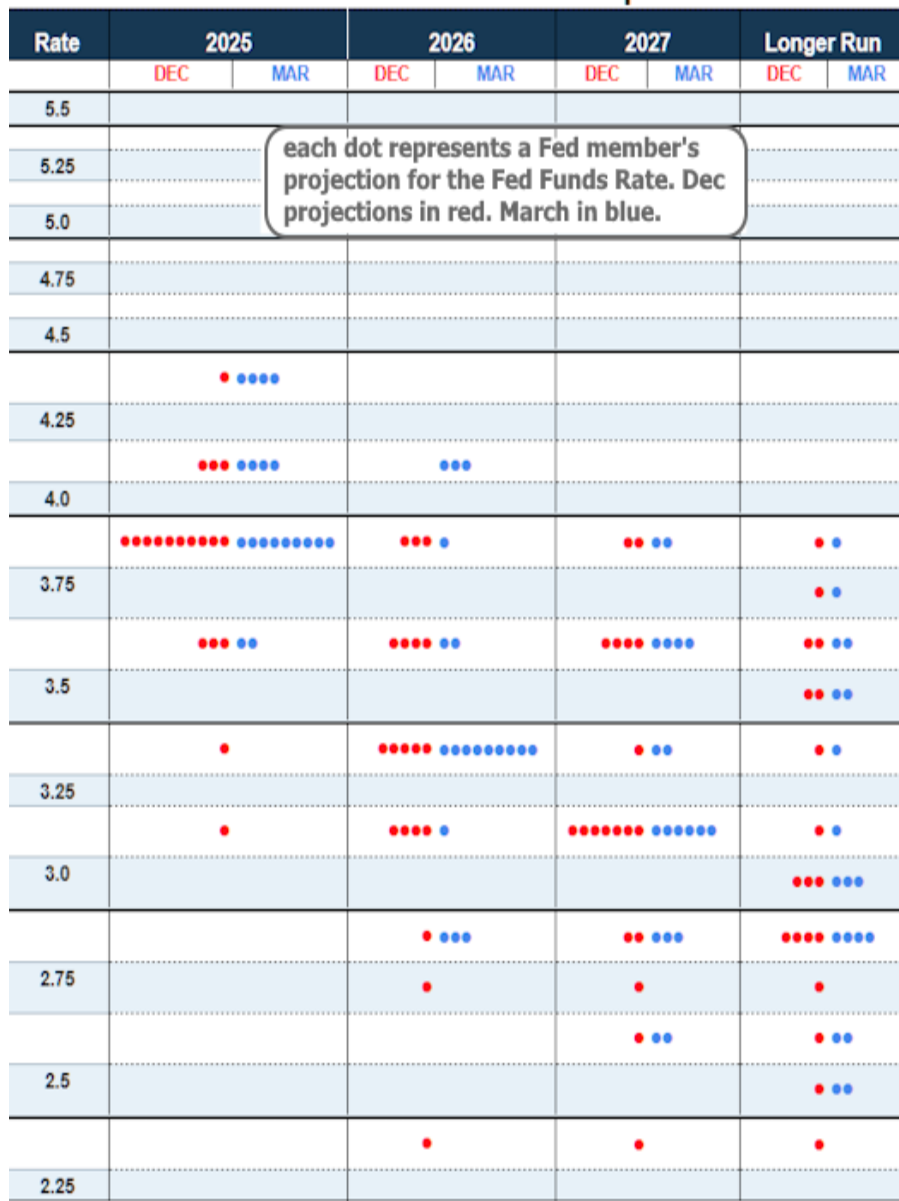 Rate 2025 2026 2027 Longer Run
DEC MAR DEC MAR DEC MAR DEC MAR
5.5
each dot represents a Fed member's
5.25
projection for the Fed Funds Rate. Dec
projections in red. March in blue.
5.0
4.75
4.5
4.25
4.0
3.75
3.5
3.25
3.0
2.75
2.5
2.25